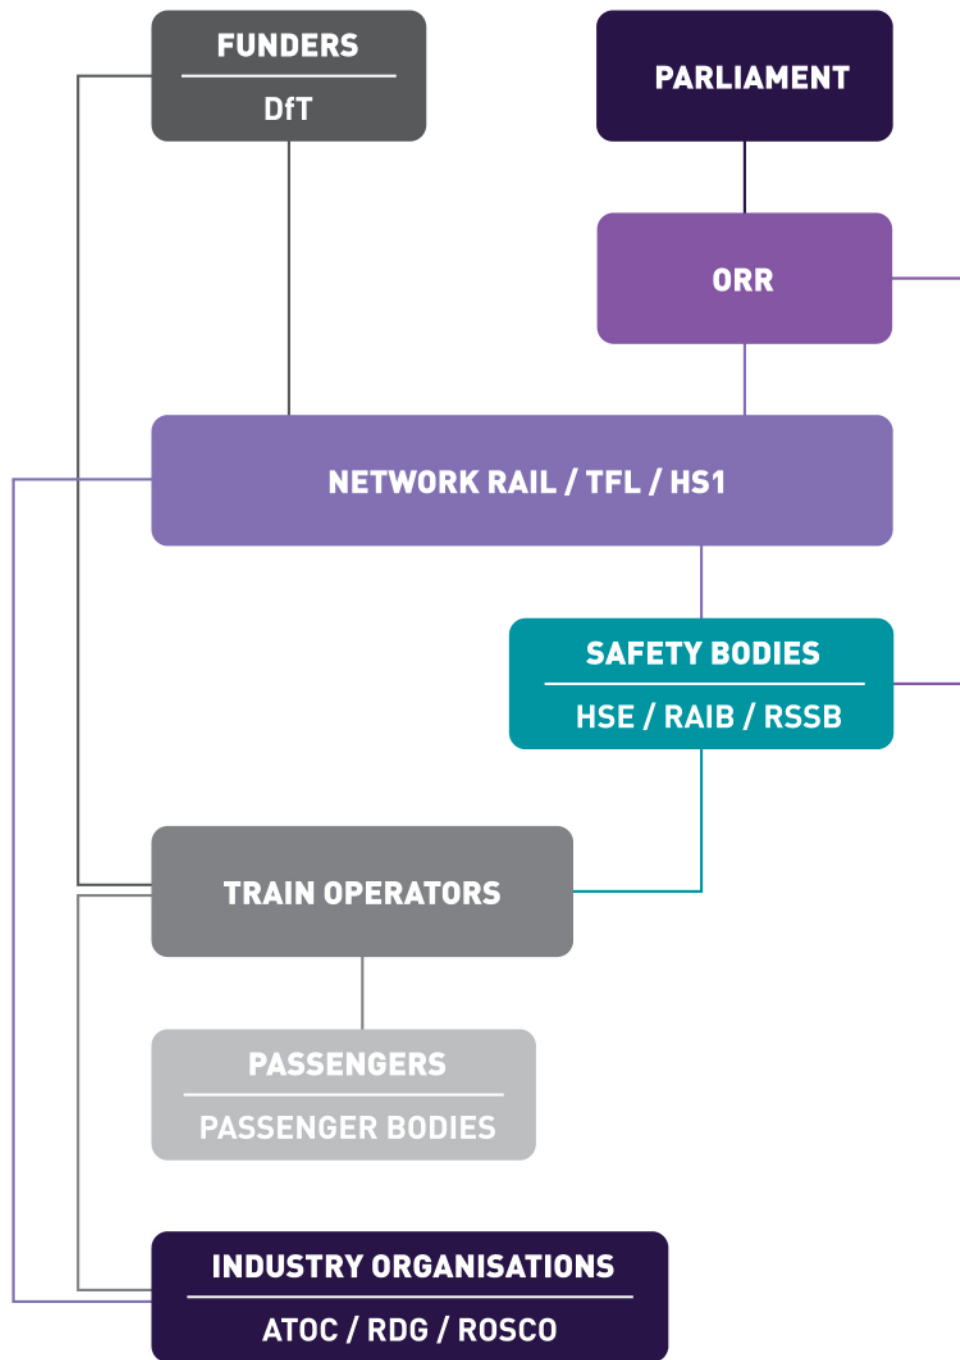 FUNDERS
DfT
PARLIAMENT
ORR
NETWORK RAIL / TFL / HS1
SAFETY BODIES
HSE / RAIB / RSSB
TRAIN OPERATORS
PASSENGERS
PASSENGER BODIES
INDUSTRY ORGANISATIONS
ATOC / RDG / ROSCO